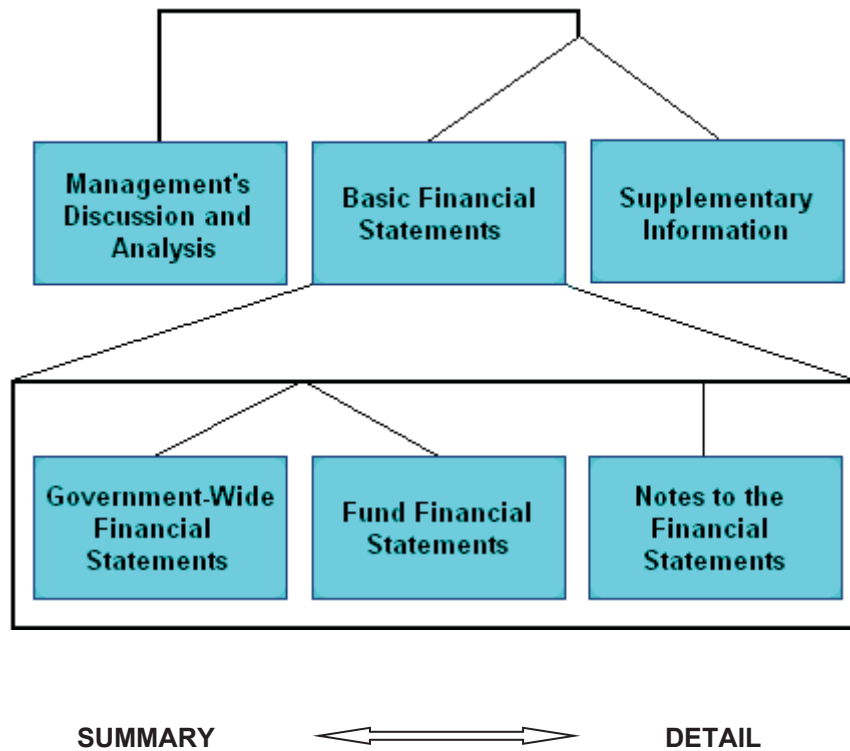 Management's
Discussion and
Analysis
Basic Financial
Statements
Supplementary
Information
Government-Wide
Financial
Statements
Fund Financial
Statements
Notes to the
Financial
Statements
SUMMARY
DETAIL